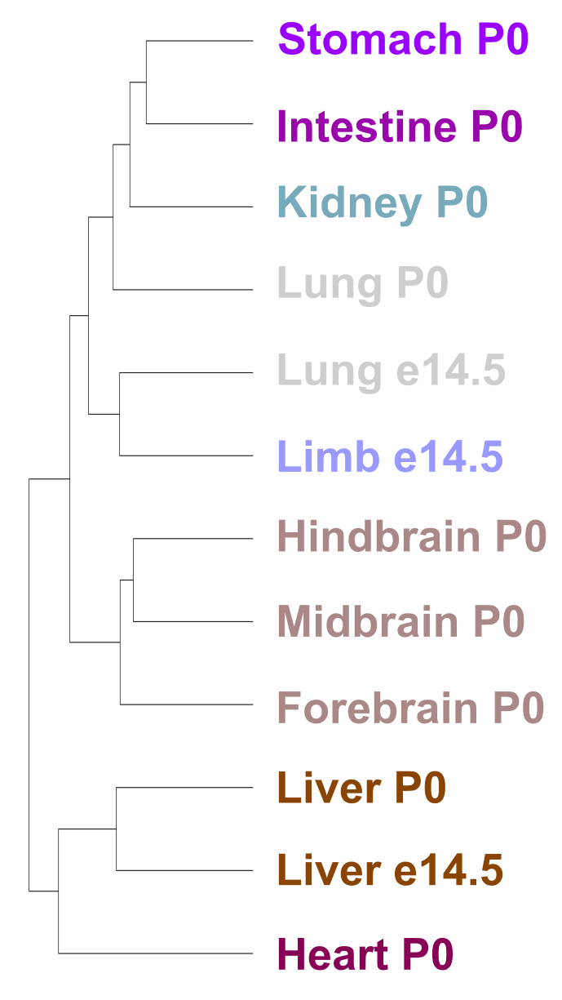 Stomach P0
Intestine P0
Kidney P0
Lung P0
Lung e14.5
Limb e14.5
Hindbrain P0
Midbrain P0
Forebrain P0
Liver P0
Liver e14.5
Heart P0